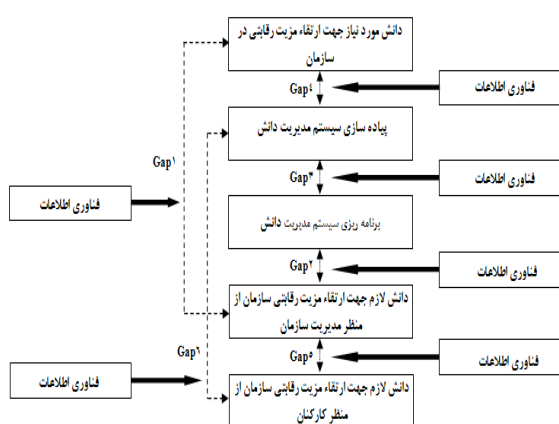 دانش مورد نیاز جهت ارتقاء مزیت رقابتی در
سازمان
Gap۴
فناوری اطلاعات
پیاده سازی سیستم مدیریت دانش
Gap۱
Gap۳
فناوری اطلاعات
فناوری اطلاعات
برنامه ریزی سیستم مدیریت دانش
Gap۲
فناوری اطلاعات
دانش لازم جهت ارتقاء مزیت رقابتی سازمان از
منظر مدیریت سازمان
Gap۵
فناوری اطلاعات
Gap۶
فناوری اطلاعات
دانش لازم جهت ارتقاء مزیت رقابتی سازمان از
منظر کارکنان